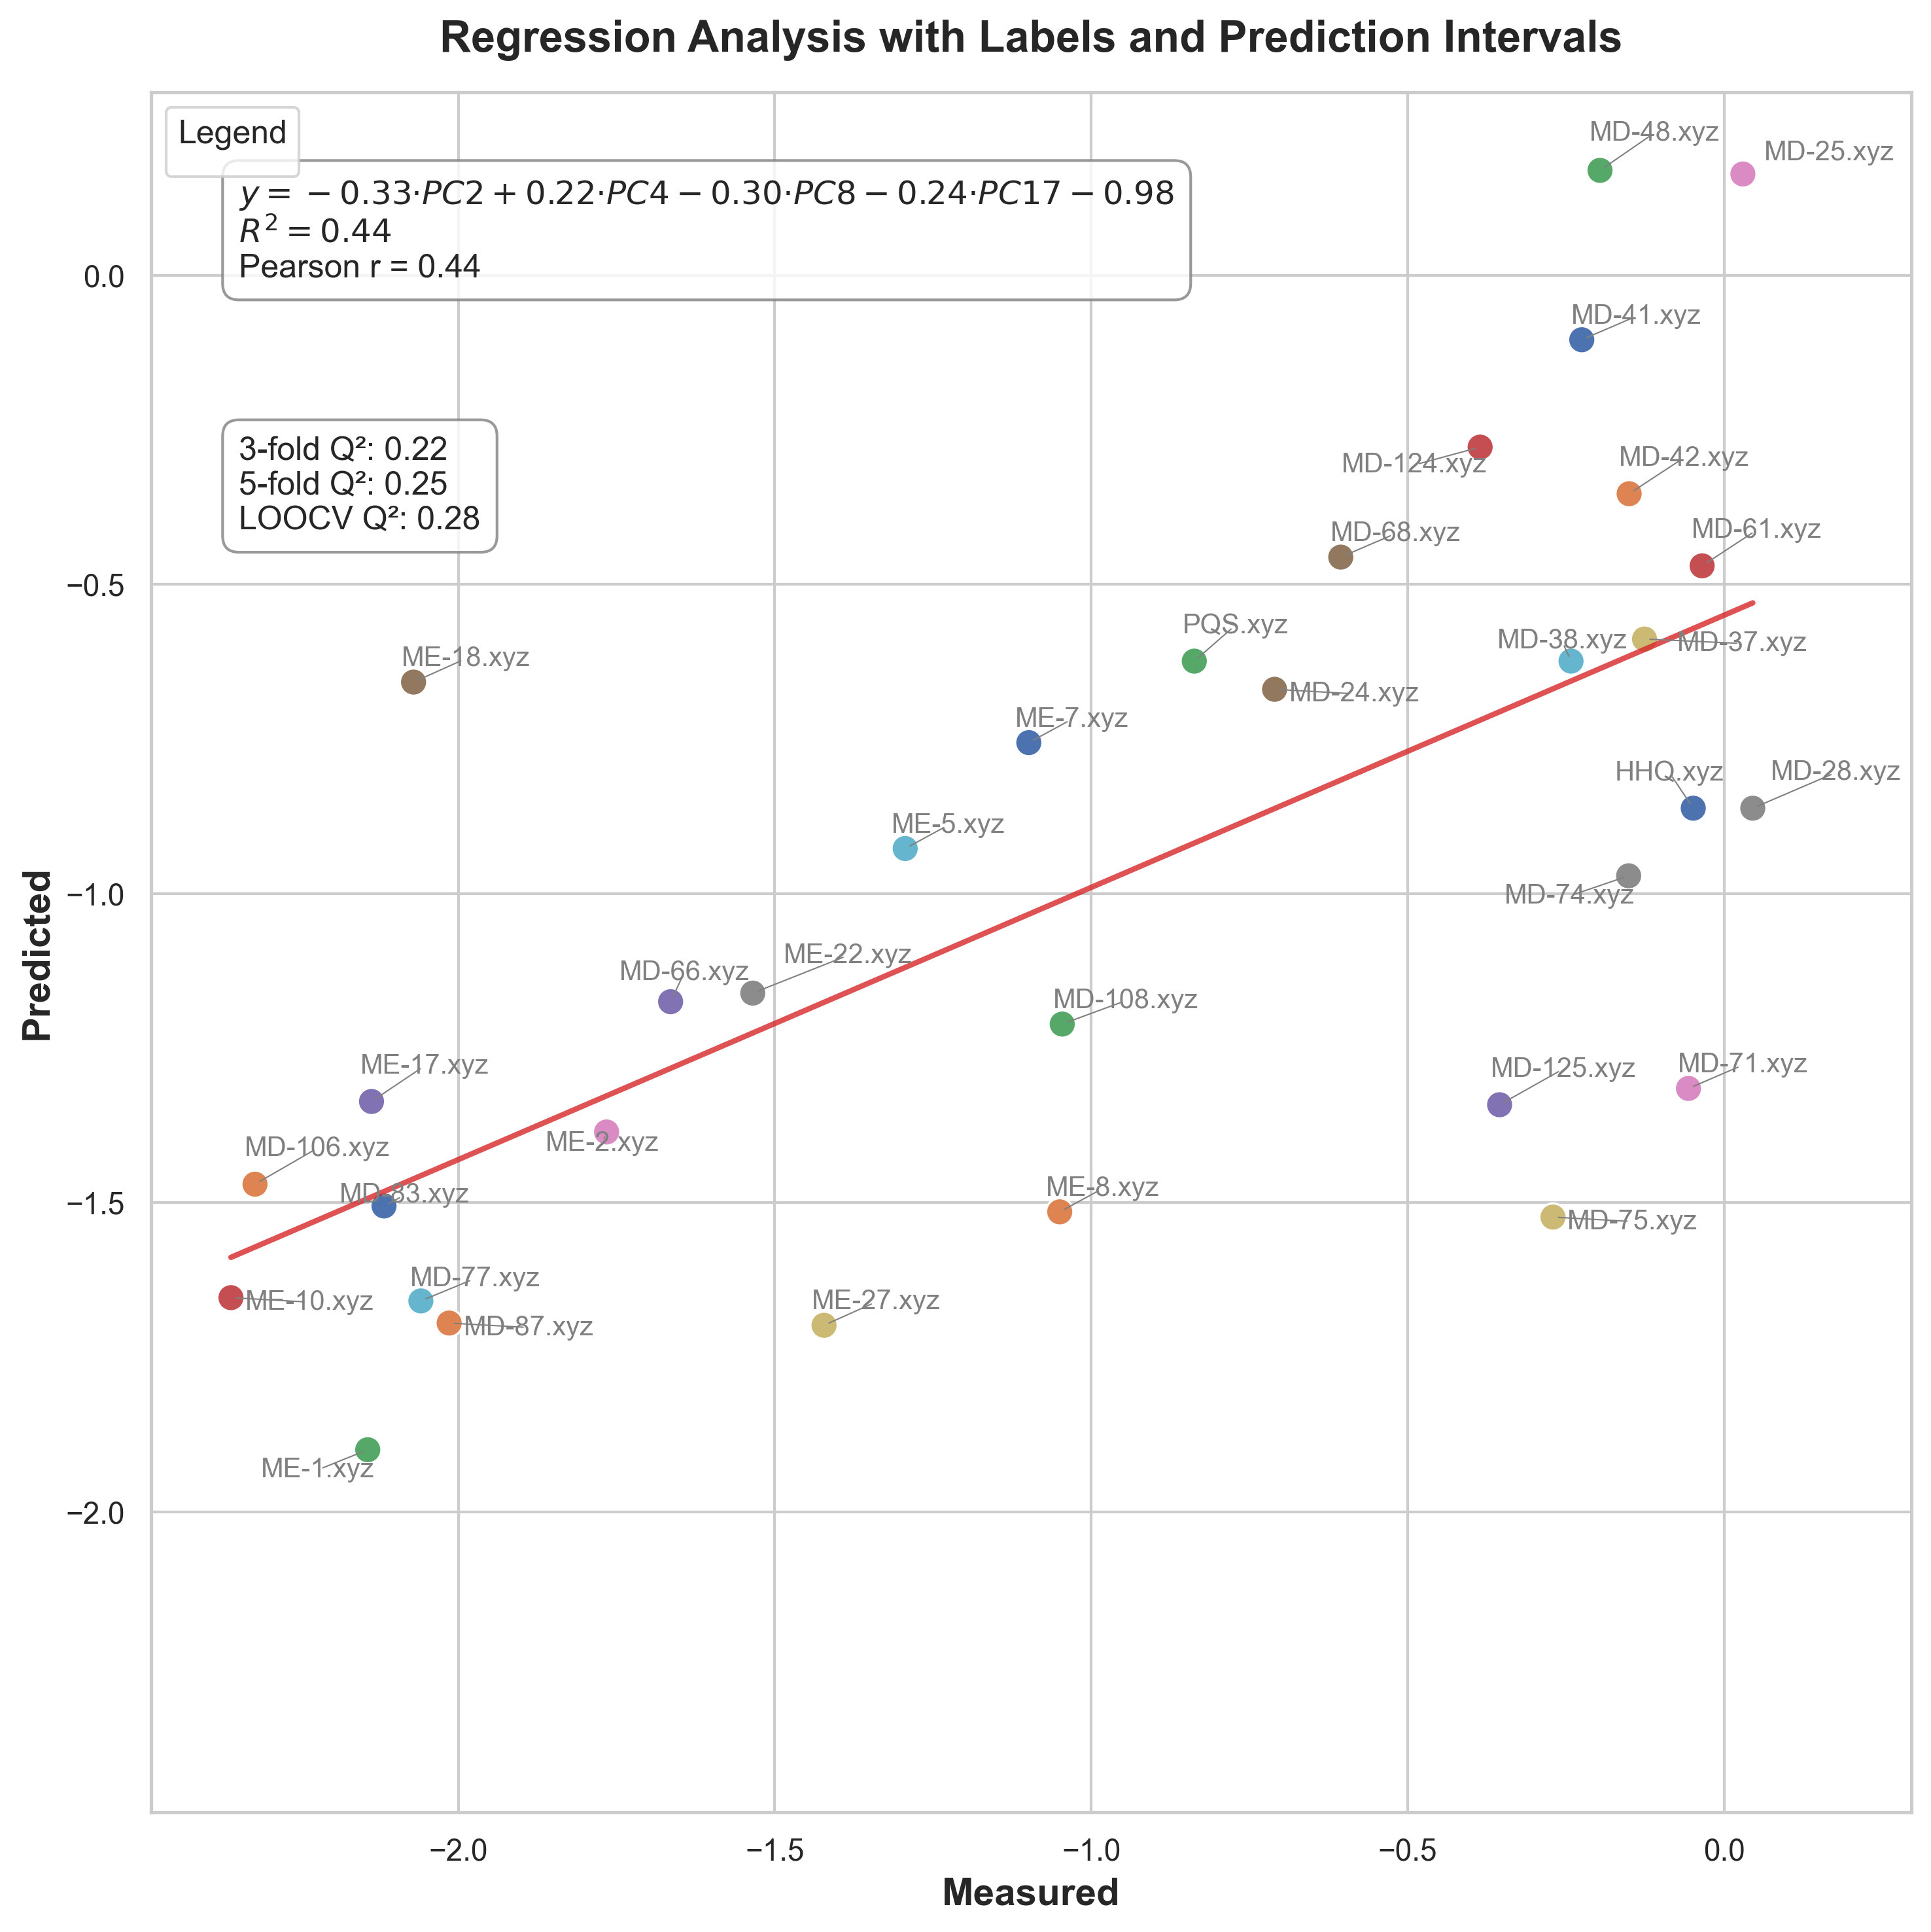 Regression Analysis with Labels and Prediction Intervals
Legend
y = −0.33·PC2 + 0.22·PC4 − 0.30·PC8 − 0.24·PC17 − 0.98
R² = 0.44
Pearson r = 0.44
3-fold Q²: 0.22
5-fold Q²: 0.25
LOOCV Q²: 0.28
MD-48.xyz
MD-25.xyz
MD-41.xyz
MD-124.xyz
MD-42.xyz
MD-68.xyz
MD-61.xyz
PQS.xyz
MD-38.xyz
MD-37.xyz
ME-18.xyz
MD-24.xyz
ME-7.xyz
HHQ.xyz
MD-28.xyz
ME-5.xyz
MD-74.xyz
ME-22.xyz
MD-66.xyz
MD-108.xyz
ME-17.xyz
MD-125.xyz
MD-71.xyz
MD-106.xyz
ME-2.xyz
MD-83.xyz
ME-8.xyz
MD-75.xyz
MD-77.xyz
ME-10.xyz
ME-27.xyz
MD-87.xyz
ME-1.xyz
0.0
−0.5
−1.0
−1.5
−2.0
Predicted
−2.0
−1.5
−1.0
−0.5
0.0
Measured